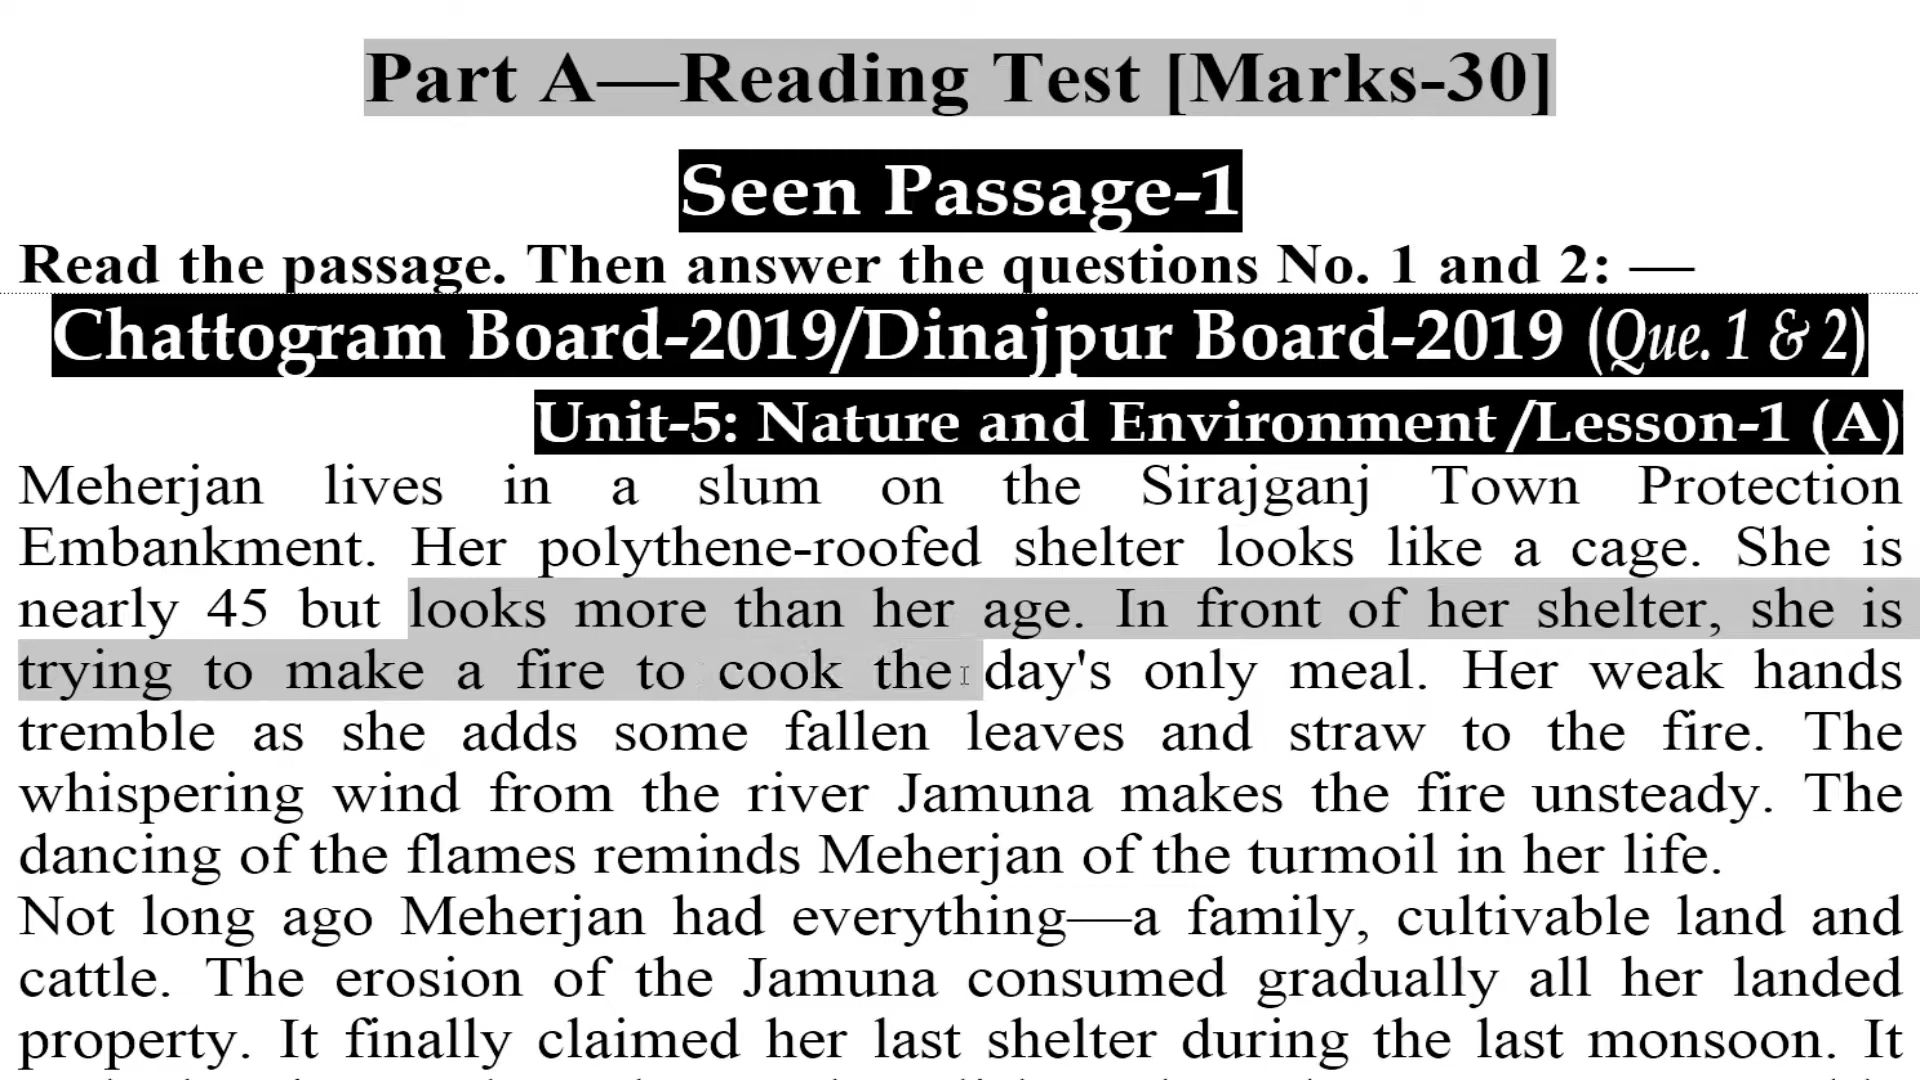 Part A—Reading Test [Marks-30]
Seen Passage-1
Read the passage. Then answer the questions No. 1 and 2: —
Chattogram Board-2019/Dinajpur Board-2019 (Que. 1 & 2)
Unit-5: Nature and Environment /Lesson-1 (A)
Meherjan lives in a slum on the Sirajganj Town Protection
Embankment. Her polythene-roofed shelter looks like a cage. She is
nearly 45 but looks more than her age. In front of her shelter, she is
trying to make a fire to cook the day's only meal. Her weak hands
tremble as she adds some fallen leaves and straw to the fire. The
whispering wind from the river Jamuna makes the fire unsteady. The
dancing of the flames reminds Meherjan of the turmoil in her life.
Not long ago Meherjan had everything—a family, cultivable land and
cattle. The erosion of the Jamuna consumed gradually all her landed
property. It finally claimed her last shelter during the last monsoon. It